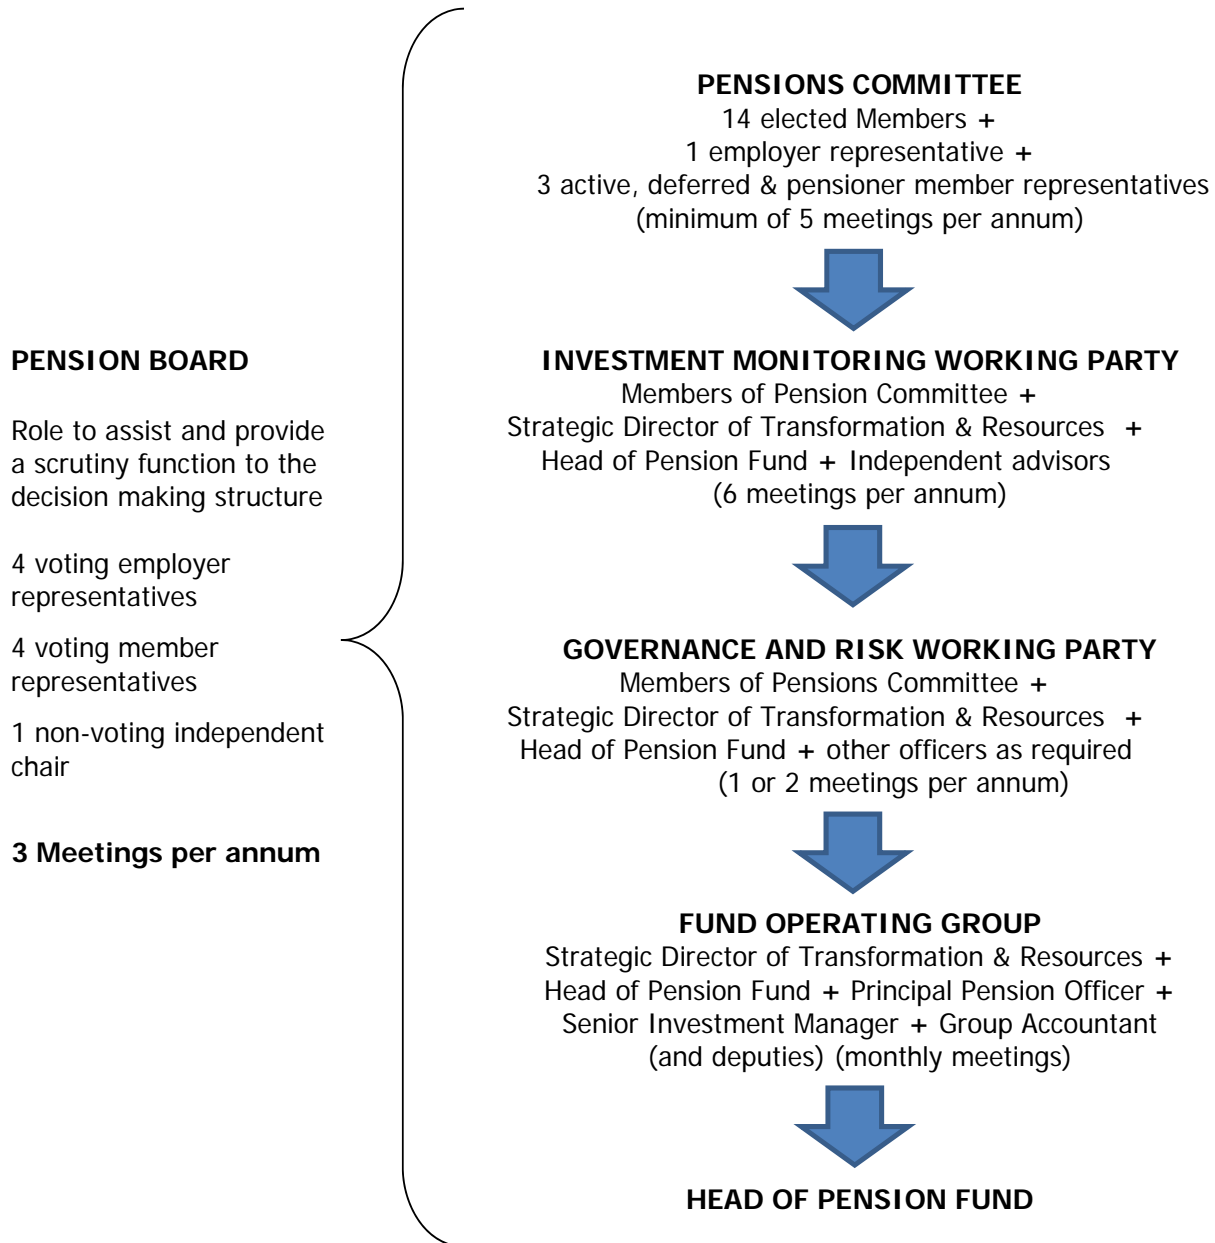 PENSION BOARD
Role to assist and provide
a scrutiny function to the
decision making structure
4 voting employer
representatives
4 voting member
representatives
1 non-voting independent
chair
3 Meetings per annum
PENSIONS COMMITTEE
14 elected Members +
1 employer representative +
3 active, deferred & pensioner member representatives
(minimum of 5 meetings per annum)
INVESTMENT MONITORING WORKING PARTY
Members of Pension Committee +
Strategic Director of Transformation & Resources +
Head of Pension Fund + Independent advisors
(6 meetings per annum)
GOVERNANCE AND RISK WORKING PARTY
Members of Pensions Committee +
Strategic Director of Transformation & Resources +
Head of Pension Fund + other officers as required
(1 or 2 meetings per annum)
FUND OPERATING GROUP
Strategic Director of Transformation & Resources +
Head of Pension Fund + Principal Pension Officer +
Senior Investment Manager + Group Accountant
(and deputies) (monthly meetings)
HEAD OF PENSION FUND